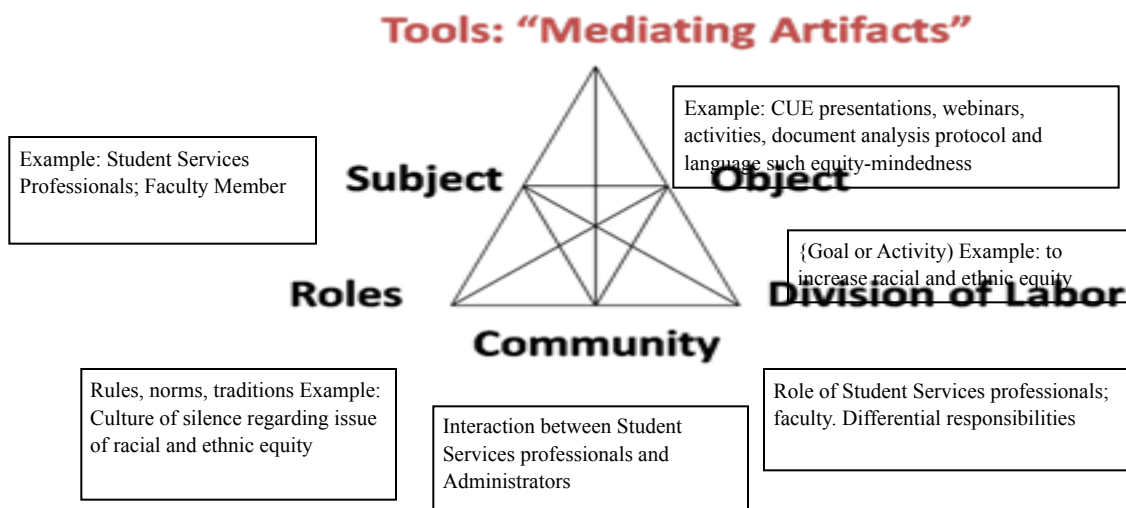 Tools: “Mediating Artifacts”
Example: CUE presentations, webinars,
activities, document analysis protocol and
language such equity-mindedness
Example: Student Services
Professionals; Faculty Member
Subject
Object
{Goal or Activity) Example: to
increase racial and ethnic equity
Roles
Division of Labor
Community
Rules, norms, traditions Example:
Culture of silence regarding issue
of racial and ethnic equity
Interaction between Student
Services professionals and
Administrators
Role of Student Services professionals;
faculty. Differential responsibilities